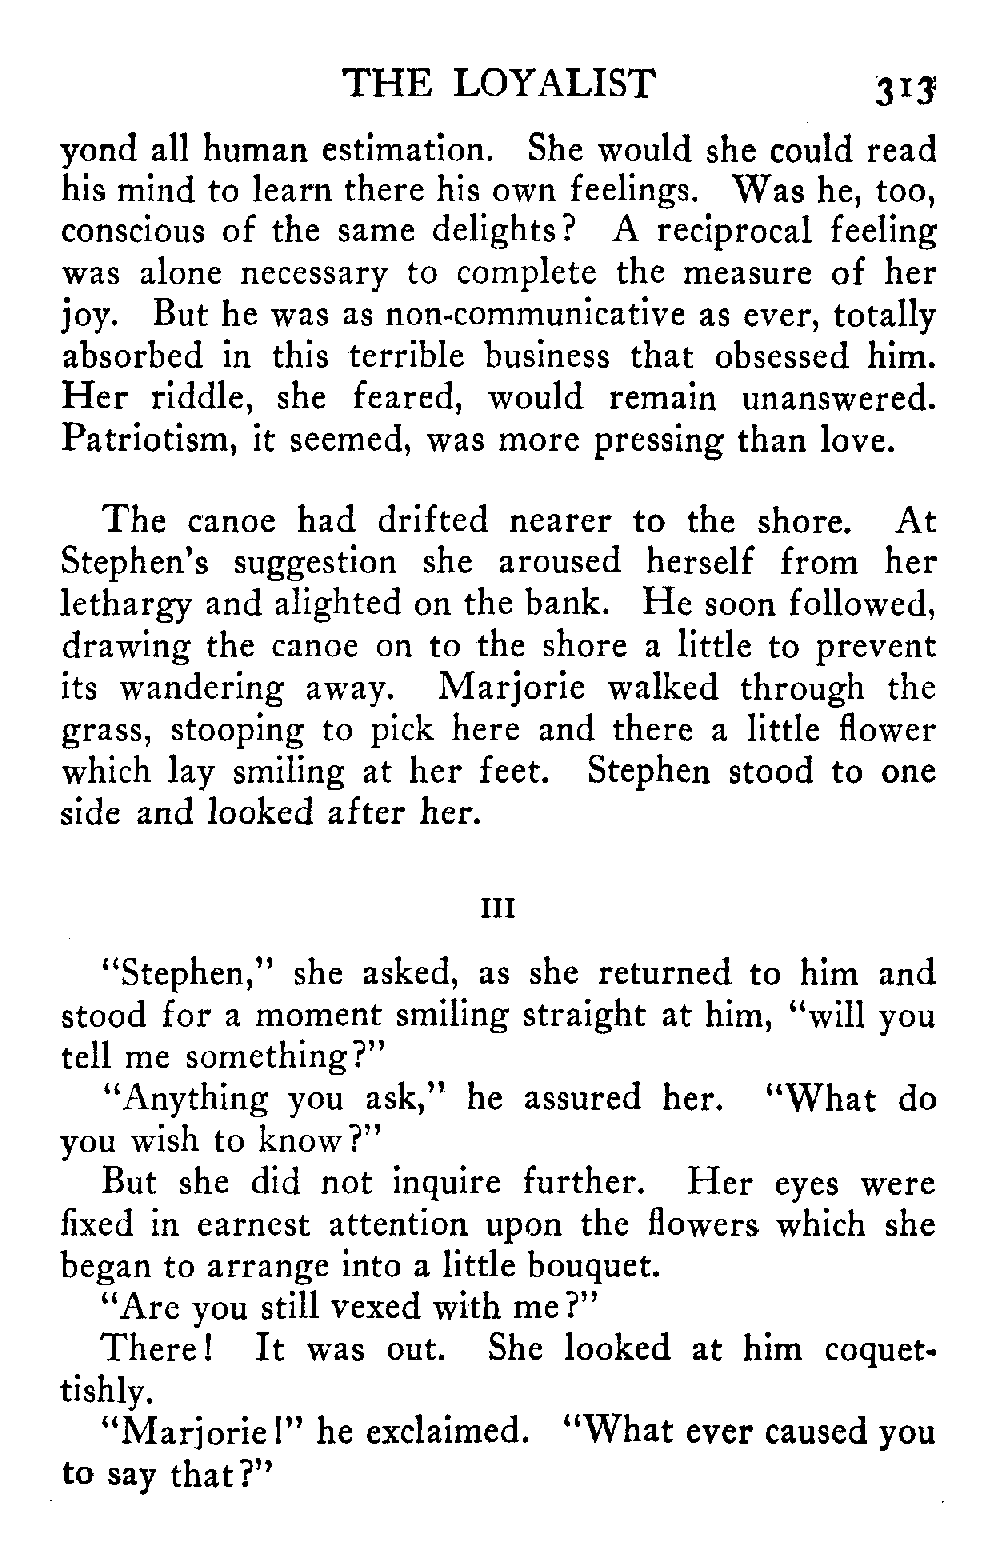 THE LOYALIST 313
yond all human estimation. She would she could read
his mind to learn there his own feelings. Was he, too,
conscious of the same delights? A reciprocal feeling
was alone necessary to complete the measure of her
joy. But he was as non-communicative as ever, totally
absorbed in this terrible business that obsessed him.
Her riddle, she feared, would remain unanswered.
Patriotism, it seemed, was more pressing than love.
The canoe had drifted nearer to the shore. At
Stephen's suggestion she aroused herself from her
lethargy and alighted on the bank. He soon followed,
drawing the canoe on to the shore a little to prevent
its wandering away. Marjorie walked through the
grass, stooping to pick here and there a little flower
which lay smiling at her feet. Stephen stood to one
side and looked after her.
III
"Stephen," she asked, as she returned to him and
stood for a moment smiling straight at him, "will you
tell me something?"
"Anything you ask," he assured her. "What do
you wish to know?"
But she did not inquire further. Her eyes were
fixed in earnest attention upon the flowers which she
began to arrange into a little bouquet.
"Are you still vexed with me?"
There! It was out. She looked at him coquet-
tishly.
"Marjorie!" he exclaimed. "What ever caused you
to say that?"